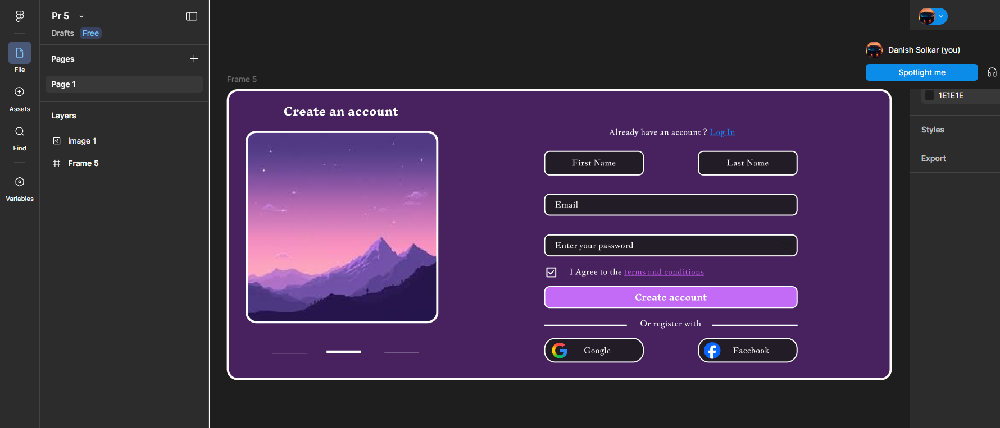 Pr 5
Drafts Free
Pages
Page 1
File
Assets
Find
Variables
Layers
image 1
Frame 5
Frame 5
Create an account
Already have an account ? Log In
First Name
Last Name
Email
Enter your password
I Agree to the terms and conditions
Create account
Or register with
Google
Facebook
Danish Solkar (you)
Spotlight me
1E1E1E
Styles
Export